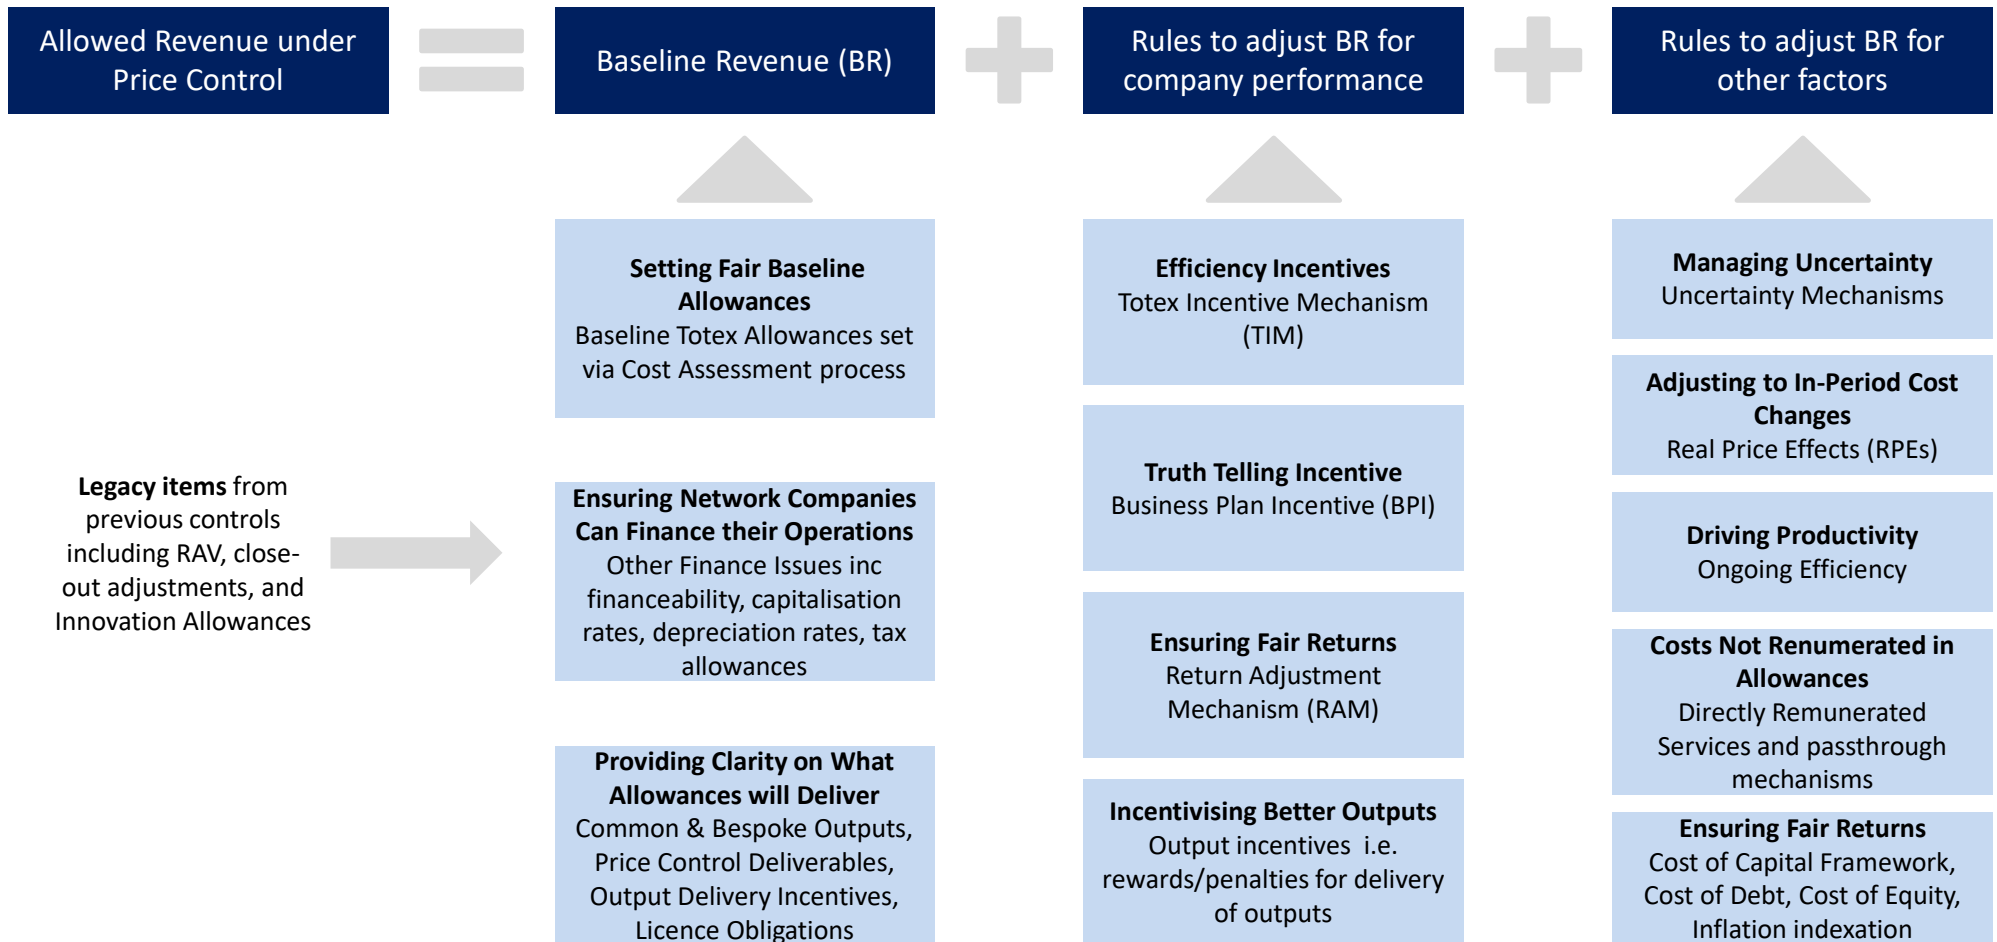 Allowed Revenue under
Price Control
Baseline Revenue (BR)
Rules to adjust BR for
company performance
Rules to adjust BR for
other factors
Legacy items from
previous controls
including RAV, close-
out adjustments, and
Innovation Allowances
Setting Fair Baseline
Allowances
Baseline Totex Allowances set
via Cost Assessment process
Ensuring Network Companies
Can Finance their Operations
Other Finance Issues inc
financeability, capitalisation
rates, depreciation rates, tax
allowances
Providing Clarity on What
Allowances will Deliver
Common & Bespoke Outputs,
Price Control Deliverables,
Output Delivery Incentives,
Licence Obligations
Efficiency Incentives
Totex Incentive Mechanism
(TIM)
Truth Telling Incentive
Business Plan Incentive (BPI)
Ensuring Fair Returns
Return Adjustment
Mechanism (RAM)
Incentivising Better Outputs
Output incentives i.e.
rewards/penalties for delivery
of outputs
Managing Uncertainty
Uncertainty Mechanisms
Adjusting to In-Period Cost
Changes
Real Price Effects (RPEs)
Driving Productivity
Ongoing Efficiency
Costs Not Renumerated in
Allowances
Directly Remunerated
Services and passthrough
mechanisms
Ensuring Fair Returns
Cost of Capital Framework,
Cost of Debt, Cost of Equity,
Inflation indexation